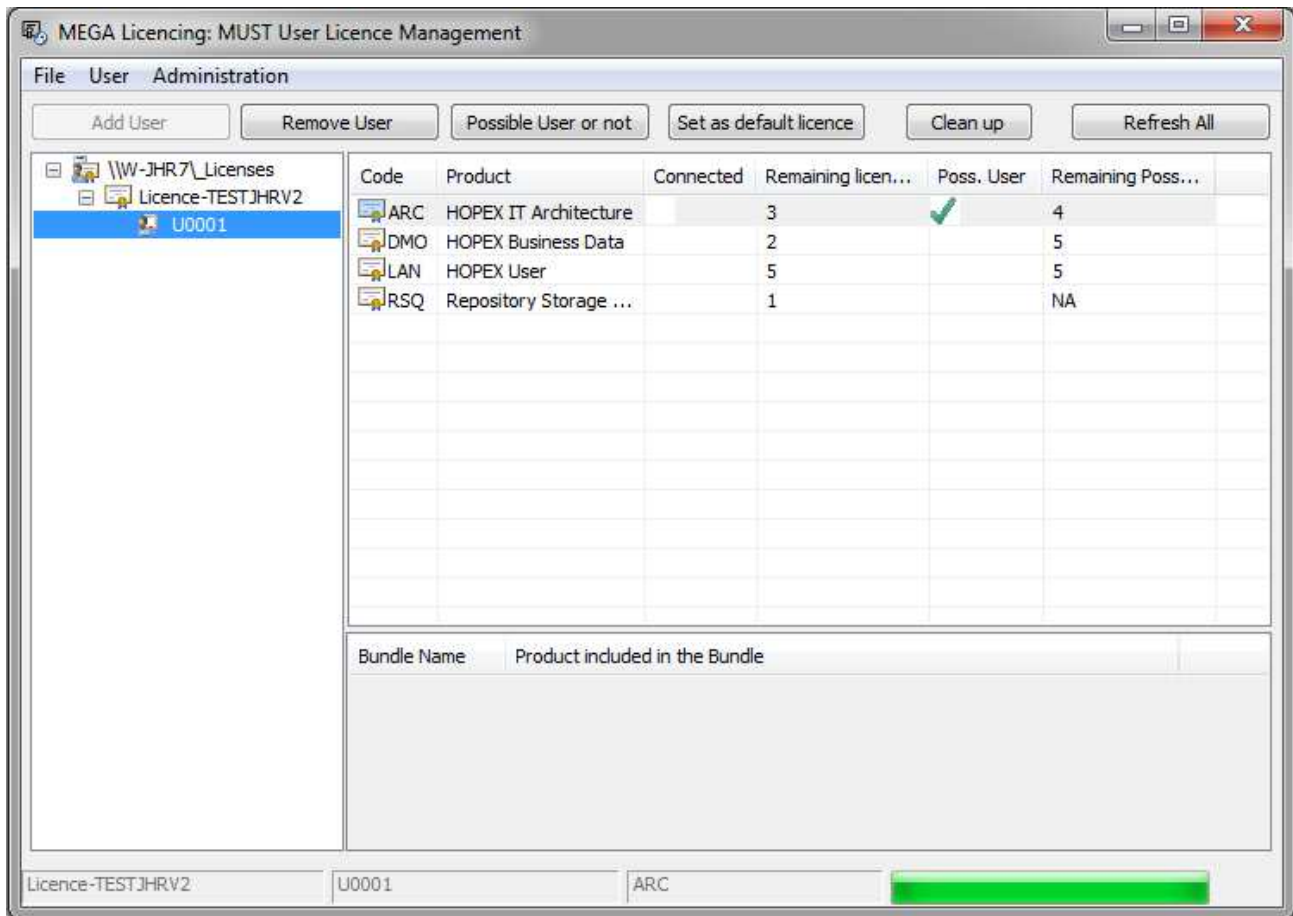 MEGA Licencing: MUST User Licence Management
File User Administration
Add User Remove User Possible User or not Set as default licence Clean up Refresh All
\\W-JHR7\_Licenses
Licence-TESTJHRV2
U0001
Code Product Connected Remaining licen... Poss. User Remaining Poss...
ARC HOPEX IT Architecture 3 4
DMO HOPEX Business Data 2 5
LAN HOPEX User 5 5
RSQ Repository Storage ... 1 NA
Bundle Name Product included in the Bundle
Licence-TESTJHRV2 U0001 ARC